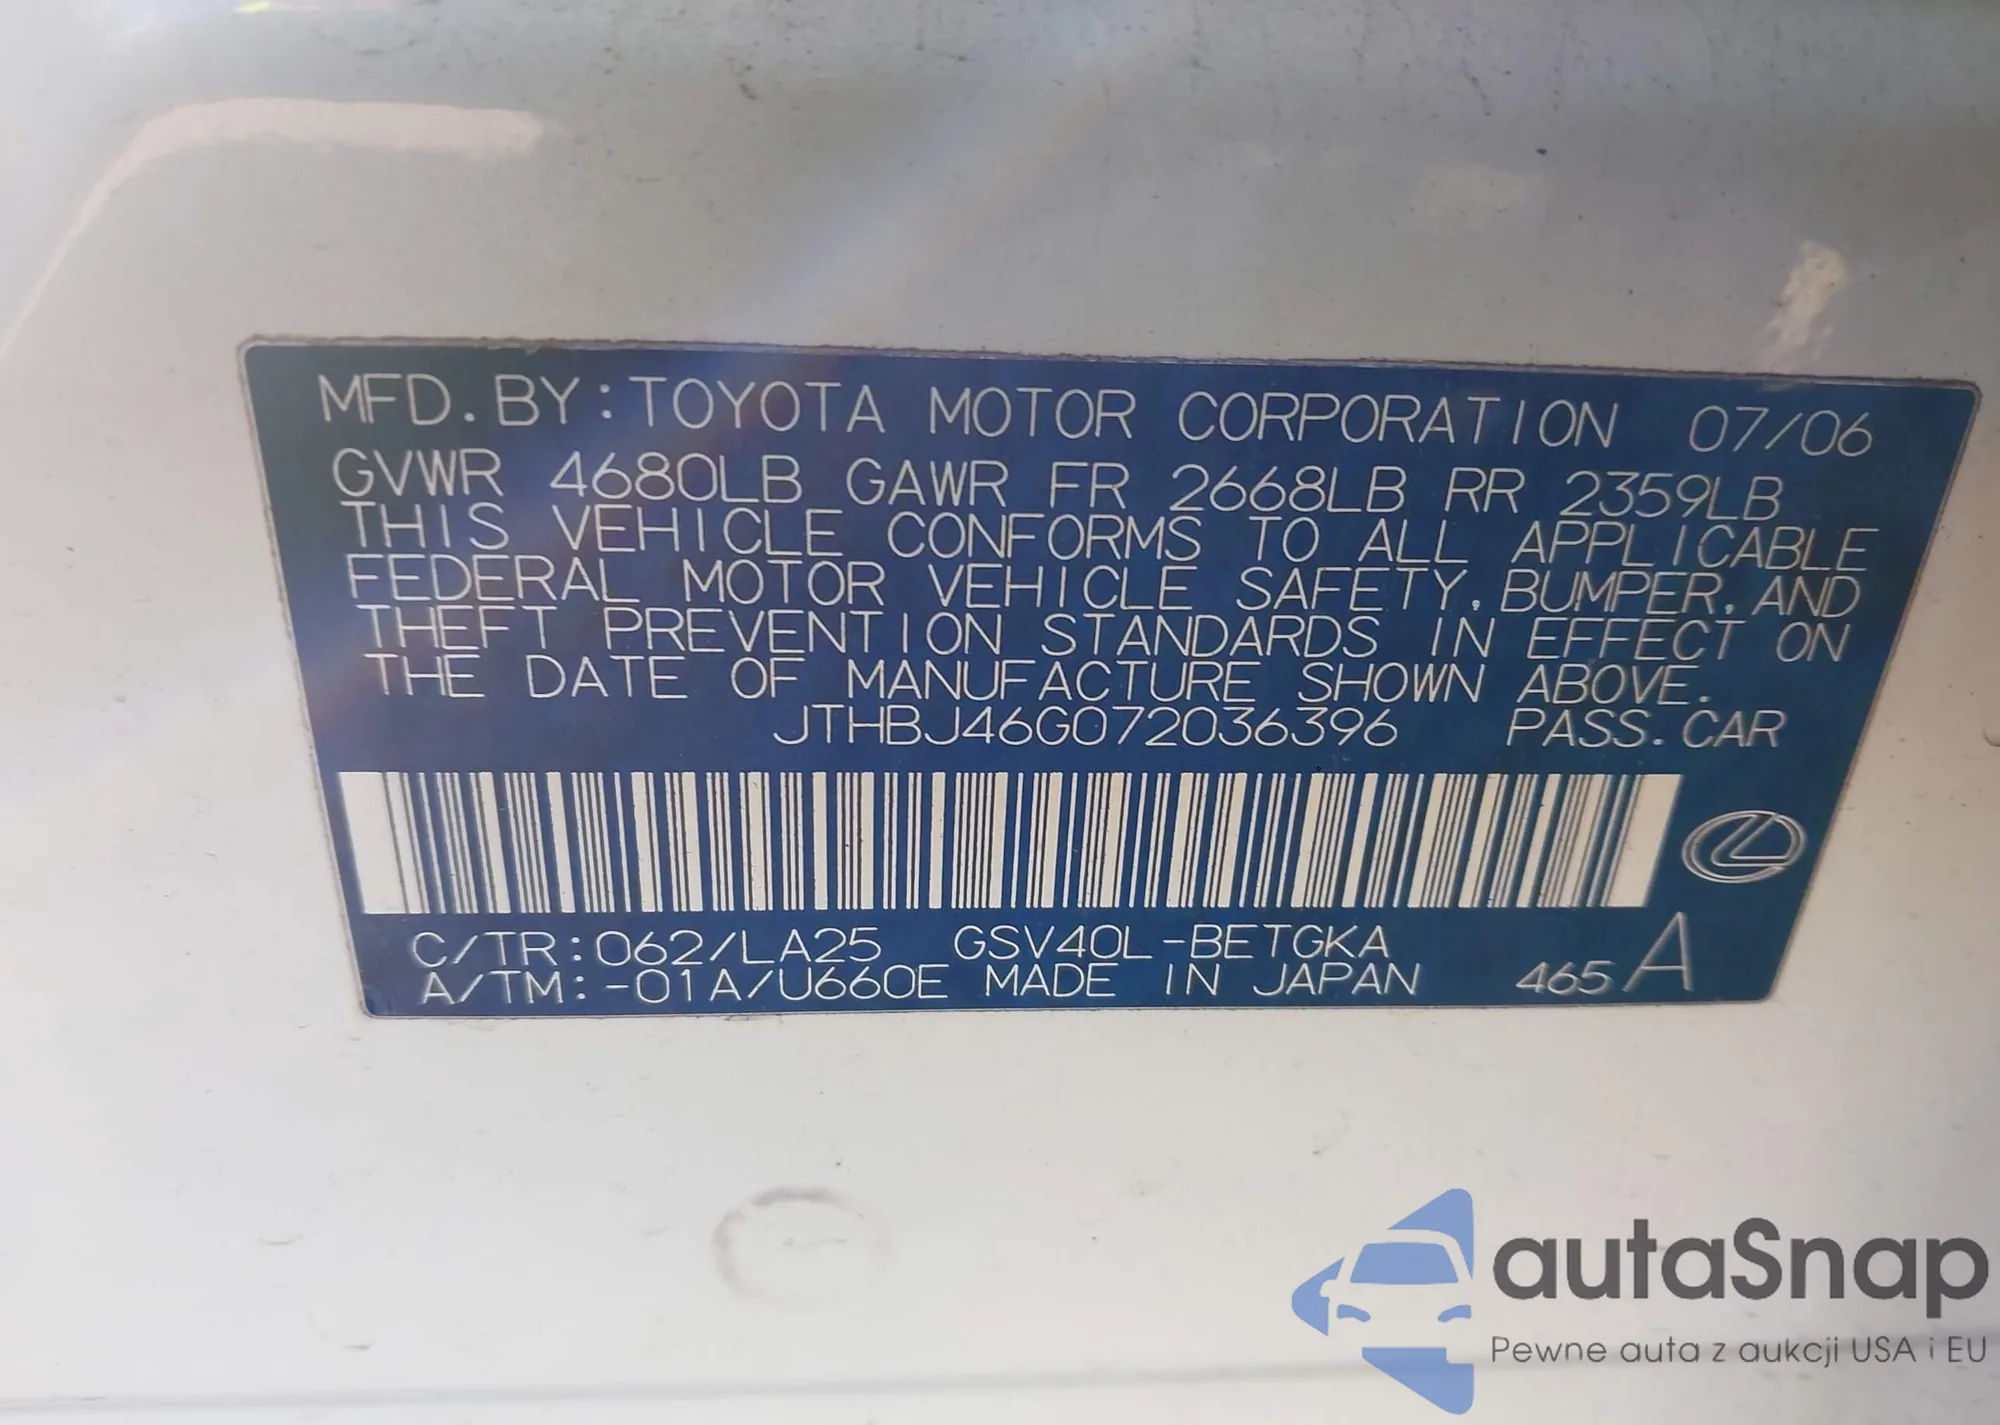 MFD. BY: TOYOTA MOTOR CORPORATION 07/06
GVWR 4680LB GAWR FR 2668LB RR 2359LB
THIS VEHICLE CONFORMS TO ALL APPLICABLE
FEDERAL MOTOR VEHICLE SAFETY, BUMPER, AND
THEFT PREVENTION STANDARDS IN EFFECT ON
THE DATE OF MANUFACTURE SHOWN ABOVE.
JTHBJ46G072036396 PASS. CAR
C/TR: 062/LA25 GSV40L-BETGKA
A/TM: -01A/U660E MADE IN JAPAN 465 A
autaSnap
Pewne auta z aukcji USA i EU